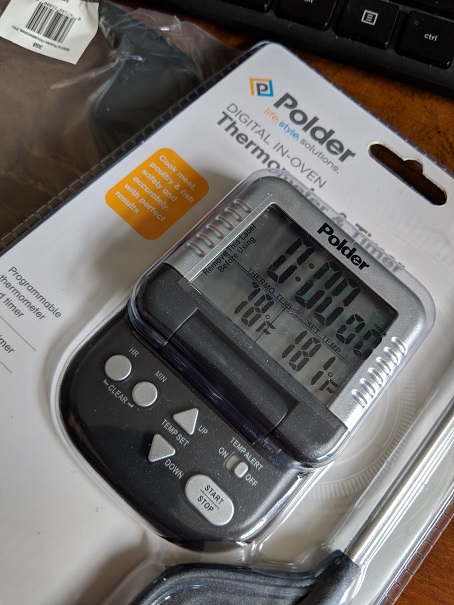 Polder
life.style.solutions.
DIGITAL IN-OVEN
& Timer
Cook meat,
poultry & fish
safely and
accurately,
with perfect
results.
Programmable
thermometer
timer
Polder
Remove This Label
Before Using
0:00 00
THERMO TEMP SET TEMP
78°F 181°F
HR
MIN
CLEAR
UP
TEMP SET
DOWN
TEMP ALERT
ON OFF
START
STOP
ctrl